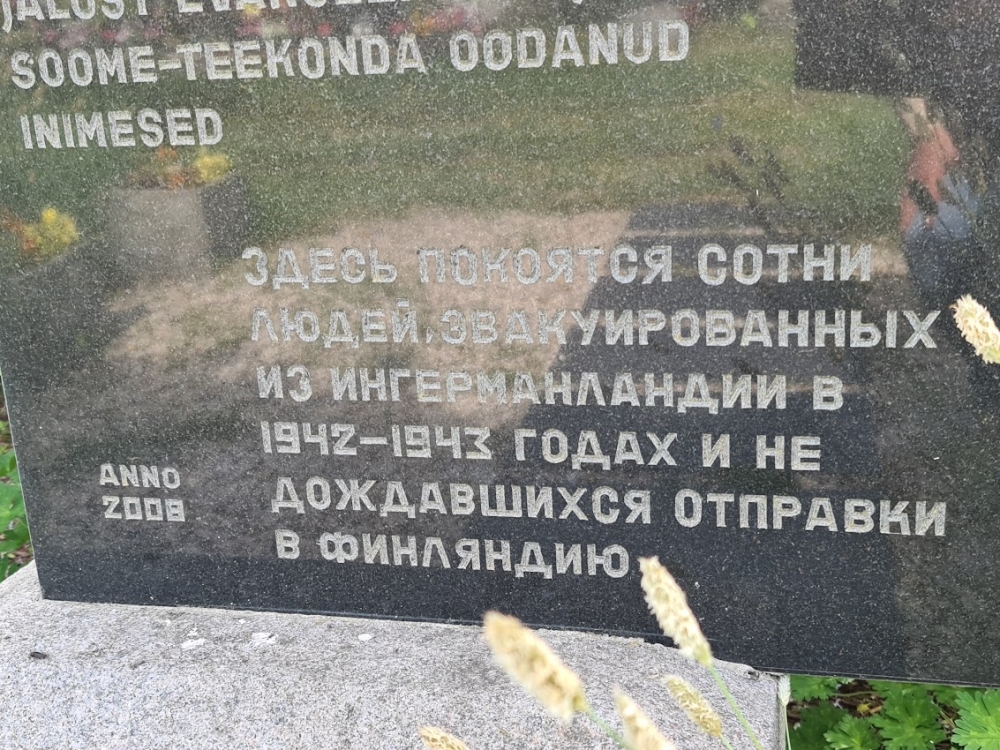 SOOME-TEEKONDA OODANUD
INIMESED
ЗДЕСЬ ПОКОЯТСЯ СОТНИ
ЛЮДЕЙ, ЭВАКУИРОВАННЫХ
ИЗ ИНГЕРМАНЛАНДИИ В
1942-1943 ГОДАХ И НЕ
ДОЖДАВШИХСЯ ОТПРАВКИ
В ФИНЛЯНДИЮ
ANNO
2009